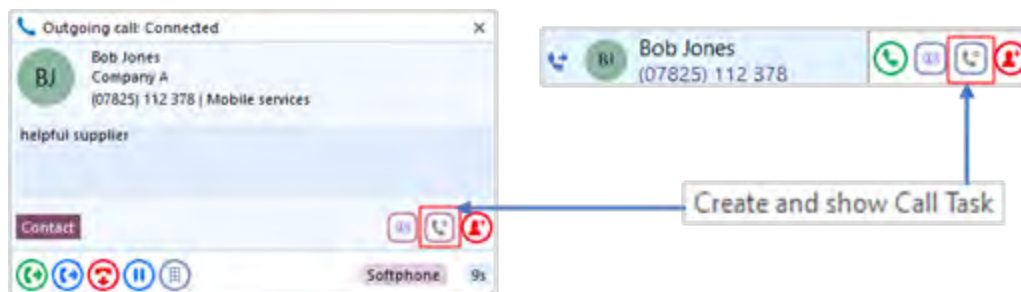 Outgoing call: Connected
BJ
Bob Jones
Company A
(07825) 112 378 | Mobile services
helpful supplier
Contact
Softphone
9s
BJ
Bob Jones
(07825) 112 378
Create and show Call Task